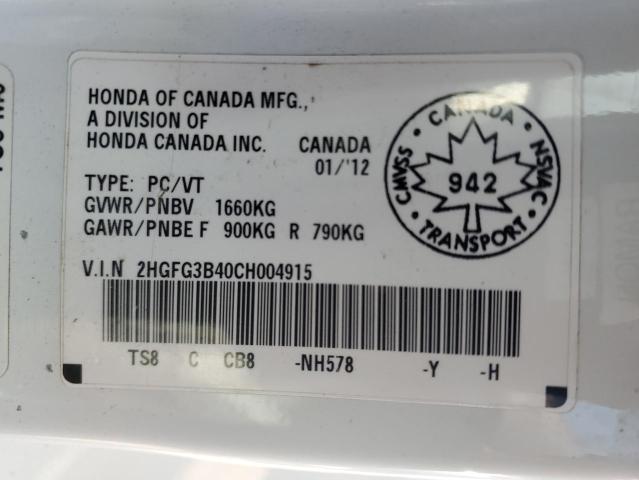 HONDA OF CANADA MFG.,
A DIVISION OF
HONDA CANADA INC. CANADA
01/'12
TYPE: PC/VT
GVWR/PNBV 1660KG
GAWR/PNBE F 900KG R 790KG
V.I.N 2HGFG3B40CH004915
TS8 C CB8 -NH578 -Y -H
CANADA
CMVSS 942 NSVAC
TRANSPORT